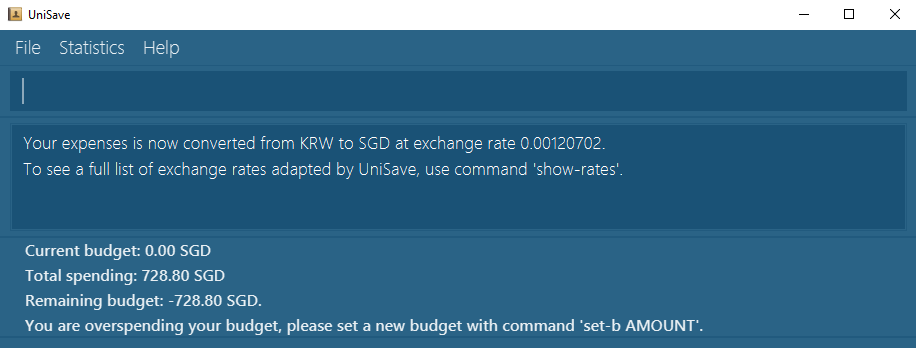 UniSave
File Statistics Help
Your expenses is now converted from KRW to SGD at exchange rate 0.00120702.
To see a full list of exchange rates adapted by UniSave, use command 'show-rates'.
Current budget: 0.00 SGD
Total spending: 728.80 SGD
Remaining budget: -728.80 SGD.
You are overspending your budget, please set a new budget with command 'set-b AMOUNT'.